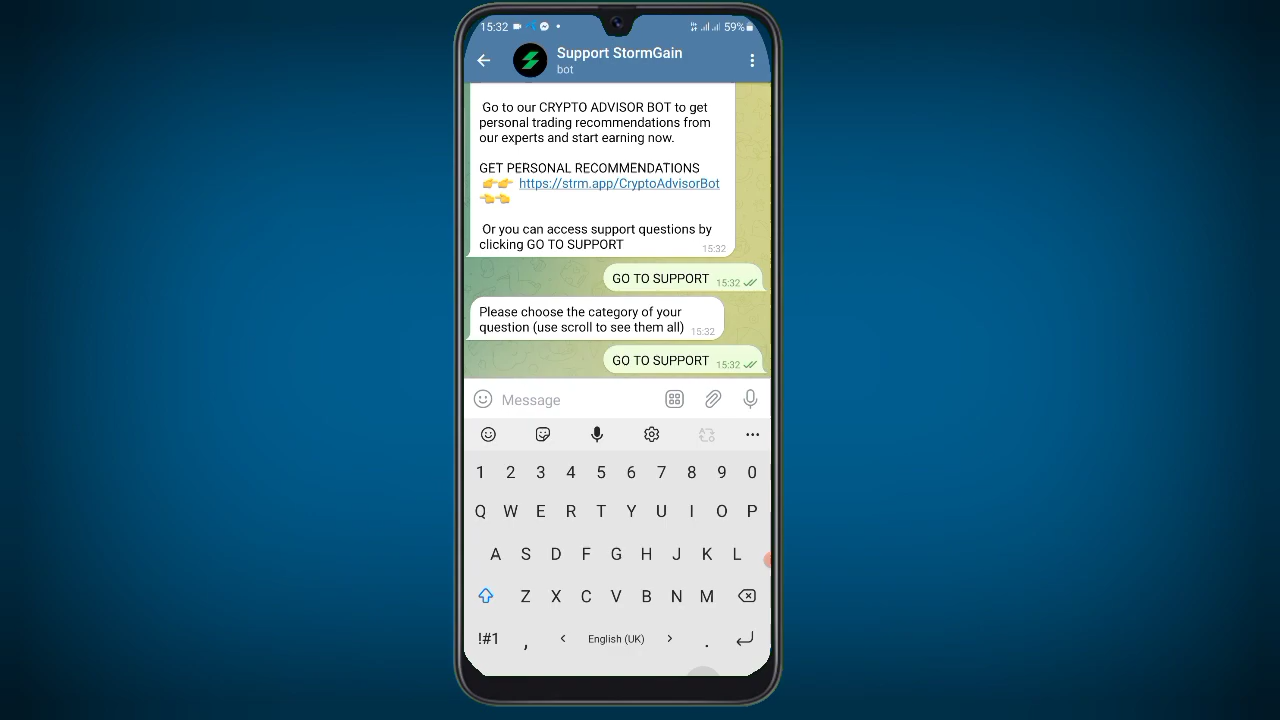 15:32
59%
Support StormGain
bot
Go to our CRYPTO ADVISOR BOT to get
personal trading recommendations from
our experts and start earning now.
GET PERSONAL RECOMMENDATIONS
👉👉 https://strm.app/CryptoAdvisorBot
👈👈
Or you can access support questions by
clicking GO TO SUPPORT
15:32
GO TO SUPPORT 15:32
Please choose the category of your
question (use scroll to see them all) 15:32
GO TO SUPPORT 15:32
Message
1 2 3 4 5 6 7 8 9 0
Q W E R T Y U I O P
A S D F G H J K L
Z X C V B N M
!#1 , < English (UK) > .